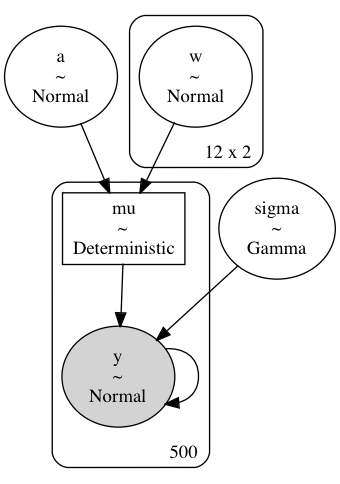 a
~
Normal
w
~
Normal
12 x 2
mu
~
Deterministic
sigma
~
Gamma
y
~
Normal
500